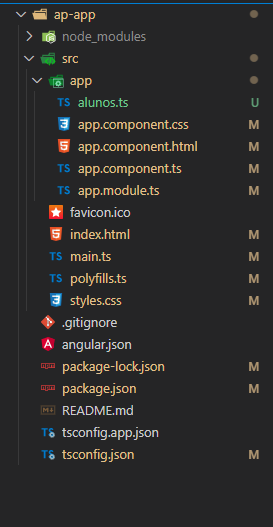 ap-app
node_modules
src
app
TS alunos.ts U
app.component.css M
app.component.html M
TS app.component.ts M
TS app.module.ts M
favicon.ico
index.html M
TS main.ts M
TS polyfills.ts M
styles.css M
.gitignore
angular.json
package-lock.json M
package.json M
README.md
TS tsconfig.app.json
TS tsconfig.json M